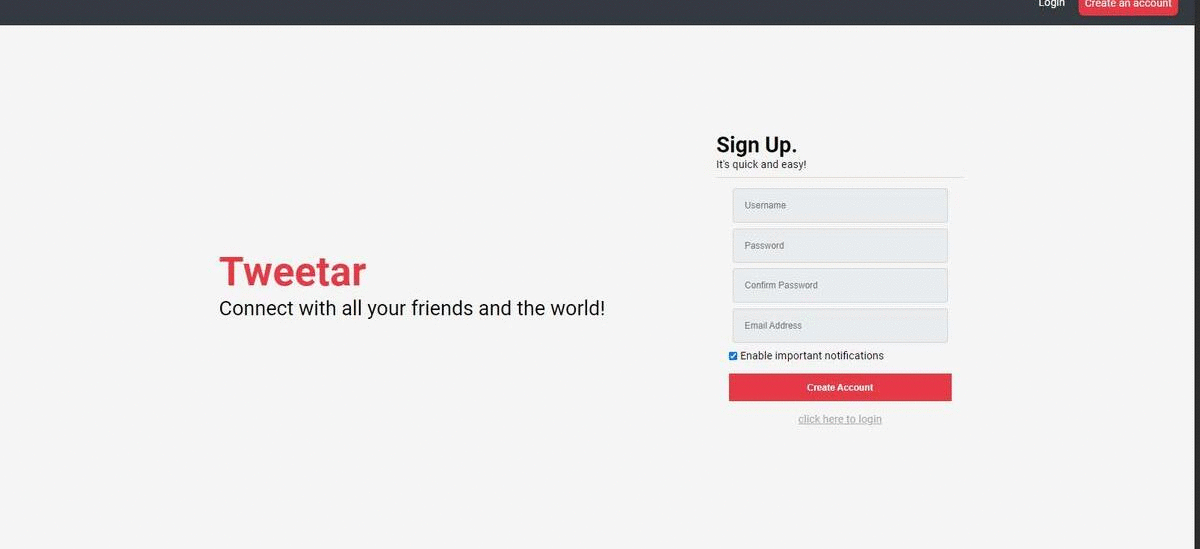 Login
Create an account
Sign Up.
It's quick and easy!
Username
Password
Confirm Password
Email Address
Enable important notifications
Create Account
click here to login
Tweetar
Connect with all your friends and the world!